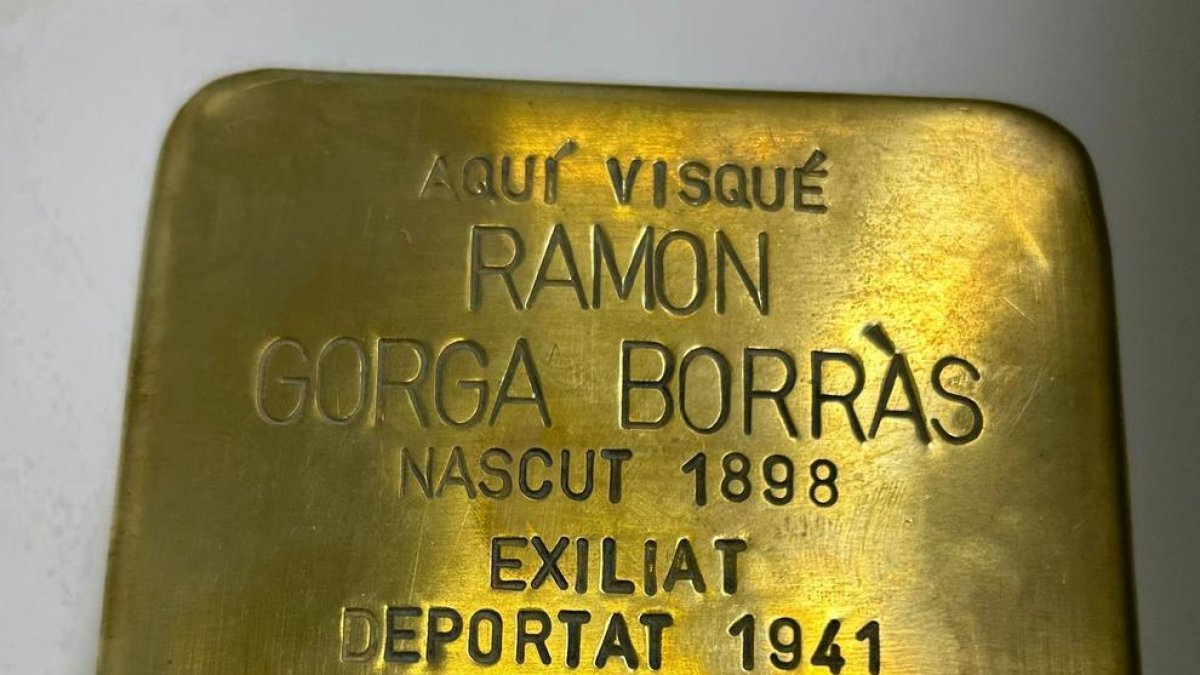 AQUÍ VISQUÉ
RAMON
GORGA BORRÀS
NASCUT 1898
EXILIAT
DEPORTAT 1941